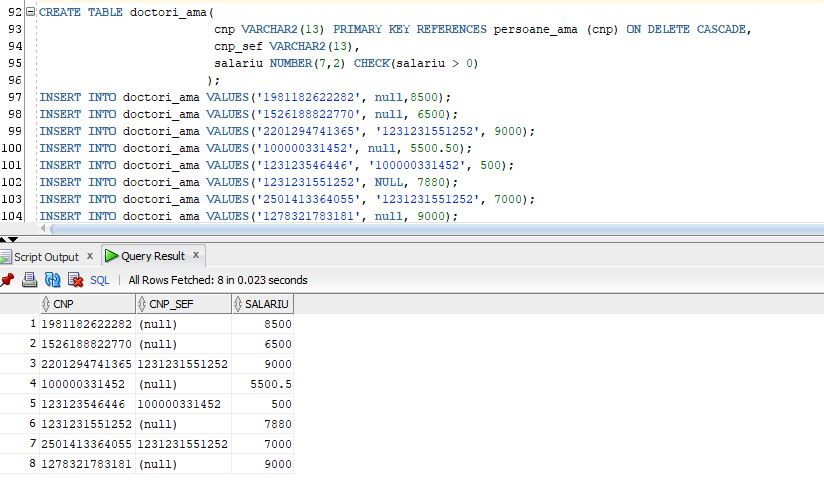 92 CREATE TABLE doctori_ama(
93 cnp VARCHAR2(13) PRIMARY KEY REFERENCES persoane_ama (cnp) ON DELETE CASCADE,
94 cnp_sef VARCHAR2(13),
95 salariu NUMBER(7,2) CHECK(salariu > 0)
96 );
97 INSERT INTO doctori_ama VALUES('1981182622282', null,8500);
98 INSERT INTO doctori_ama VALUES('1526188822770', null, 6500);
99 INSERT INTO doctori_ama VALUES('2201294741365', '1231231551252', 9000);
100 INSERT INTO doctori_ama VALUES('100000331452', null, 5500.50);
101 INSERT INTO doctori_ama VALUES('123123546446', '100000331452', 500);
102 INSERT INTO doctori_ama VALUES('1231231551252', NULL, 7880);
103 INSERT INTO doctori_ama VALUES('2501413364055', '1231231551252', 7000);
104 INSERT INTO doctori_ama VALUES('1278321783181', null, 9000);
Script Output x Query Result x
SQL | All Rows Fetched: 8 in 0.023 seconds
CNP CNP_SEF SALARIU
1 1981182622282 (null) 8500
2 1526188822770 (null) 6500
3 2201294741365 1231231551252 9000
4 100000331452 (null) 5500.5
5 123123546446 100000331452 500
6 1231231551252 (null) 7880
7 2501413364055 1231231551252 7000
8 1278321783181 (null) 9000